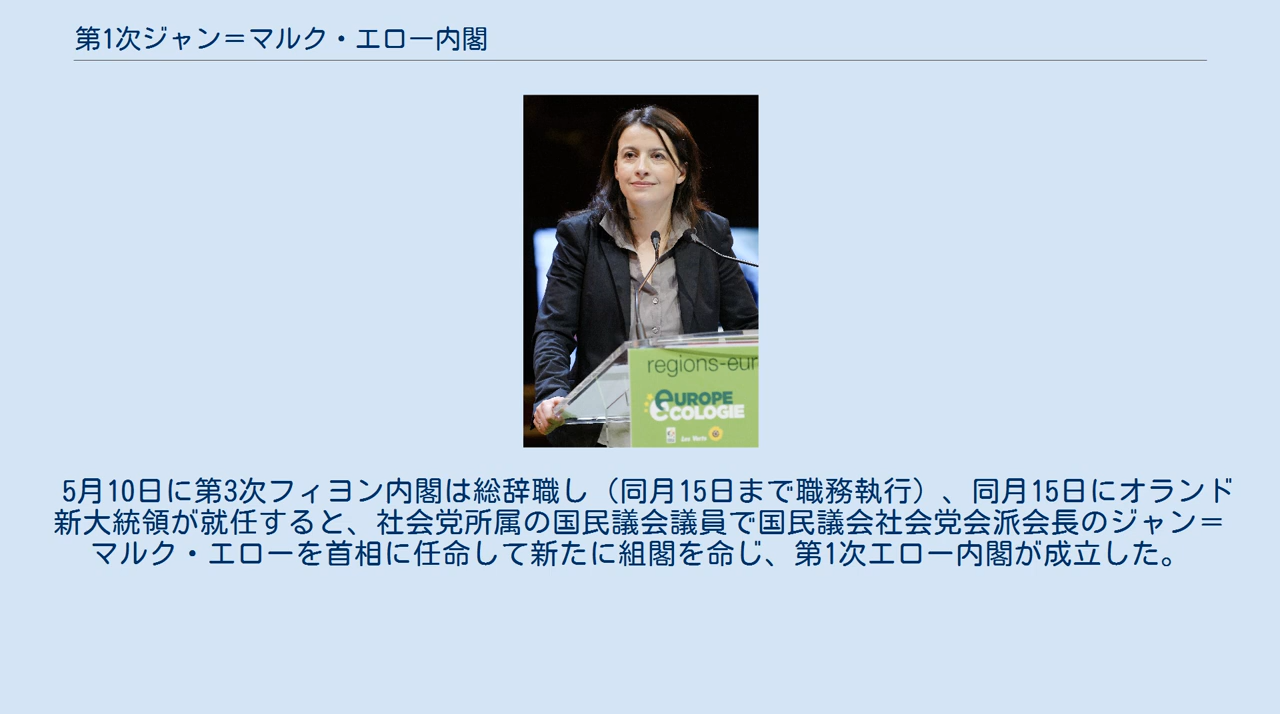 第1次ジャン＝マルク・エロー内閣
regions-eur
EUROPE
ECOLOGIE
Les Verts
5月10日に第3次フィヨン内閣は総辞職し（同月15日まで職務執行）、同月15日にオランド
新大統領が就任すると、社会党所属の国民議会議員で国民議会社会党会派会長のジャン＝
マルク・エローを首相に任命して新たに組閣を命じ、第1次エロー内閣が成立した。